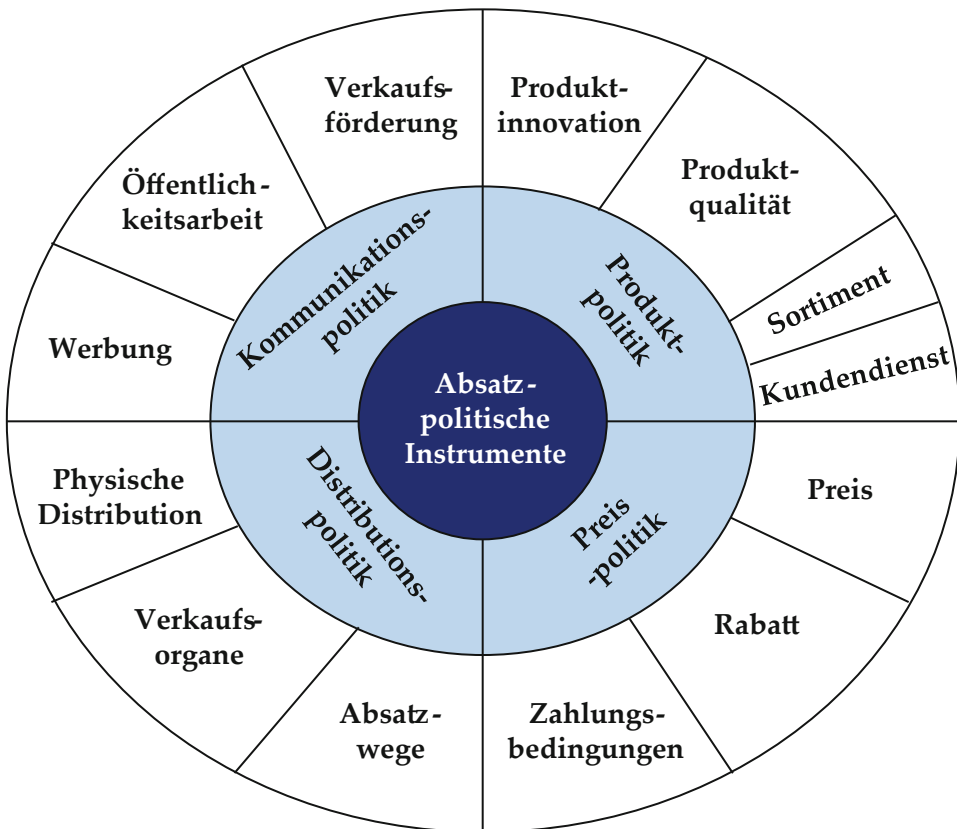 Verkaufs-
förderung
Produkt-
innovation
Öffentlich-
keitsarbeit
Produkt-
qualität
Kommunikations-
politik
Produkt-
politik
Sortiment
Werbung
Kundendienst
Absatz-
politische
Instrumente
Physische
Distribution
Distributions-
politik
Preis
-politik
Preis
Verkaufs-
organe
Rabatt
Absatz-
wege
Zahlungs-
bedingungen